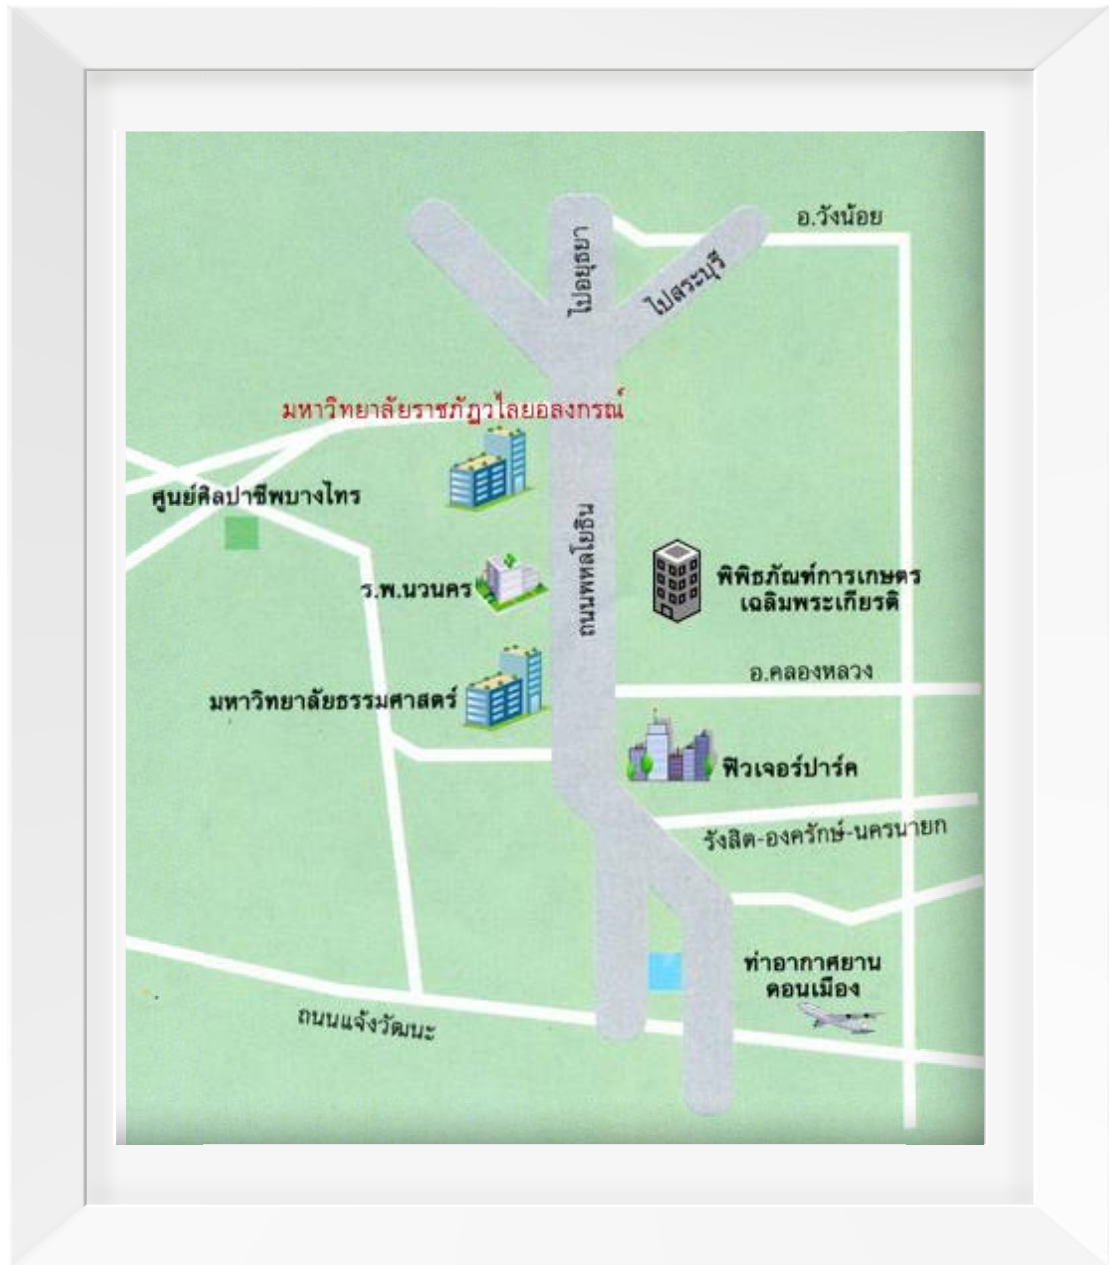 อ.วังน้อย
ไปอยุธยา
ไปสระบุรี
มหาวิทยาลัยราชภัฏวไลยอลงกรณ์
ศูนย์ศิลปาชีพบางไทร
ถนนพหลโยธิน
ร.พ.นวนคร
พิพิธภัณฑ์การเกษตร
เฉลิมพระเกียรติ
อ.คลองหลวง
มหาวิทยาลัยธรรมศาสตร์
ฟิวเจอร์ปาร์ค
รังสิต-องครักษ์-นครนายก
ท่าอากาศยาน
ดอนเมือง
ถนนแจ้งวัฒนะ